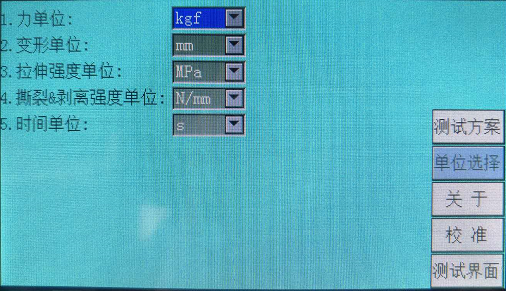 1.力单位: kgf
2.变形单位: mm
3.拉伸强度单位: MPa
4.撕裂&剥离强度单位: N/mm
5.时间单位: s
测试方案
单位选择
关 于
校 准
测试界面